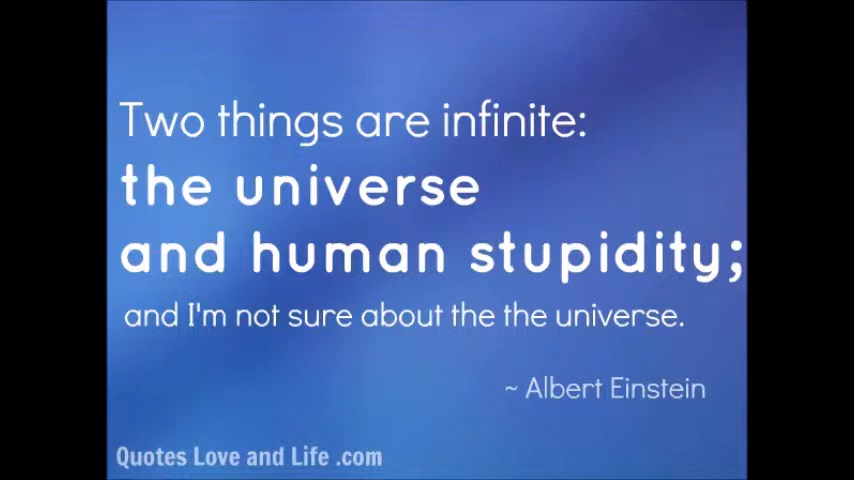 Two things are infinite:
the universe
and human stupidity;
and I'm not sure about the the universe.
~ Albert Einstein
Quotes Love and Life .com